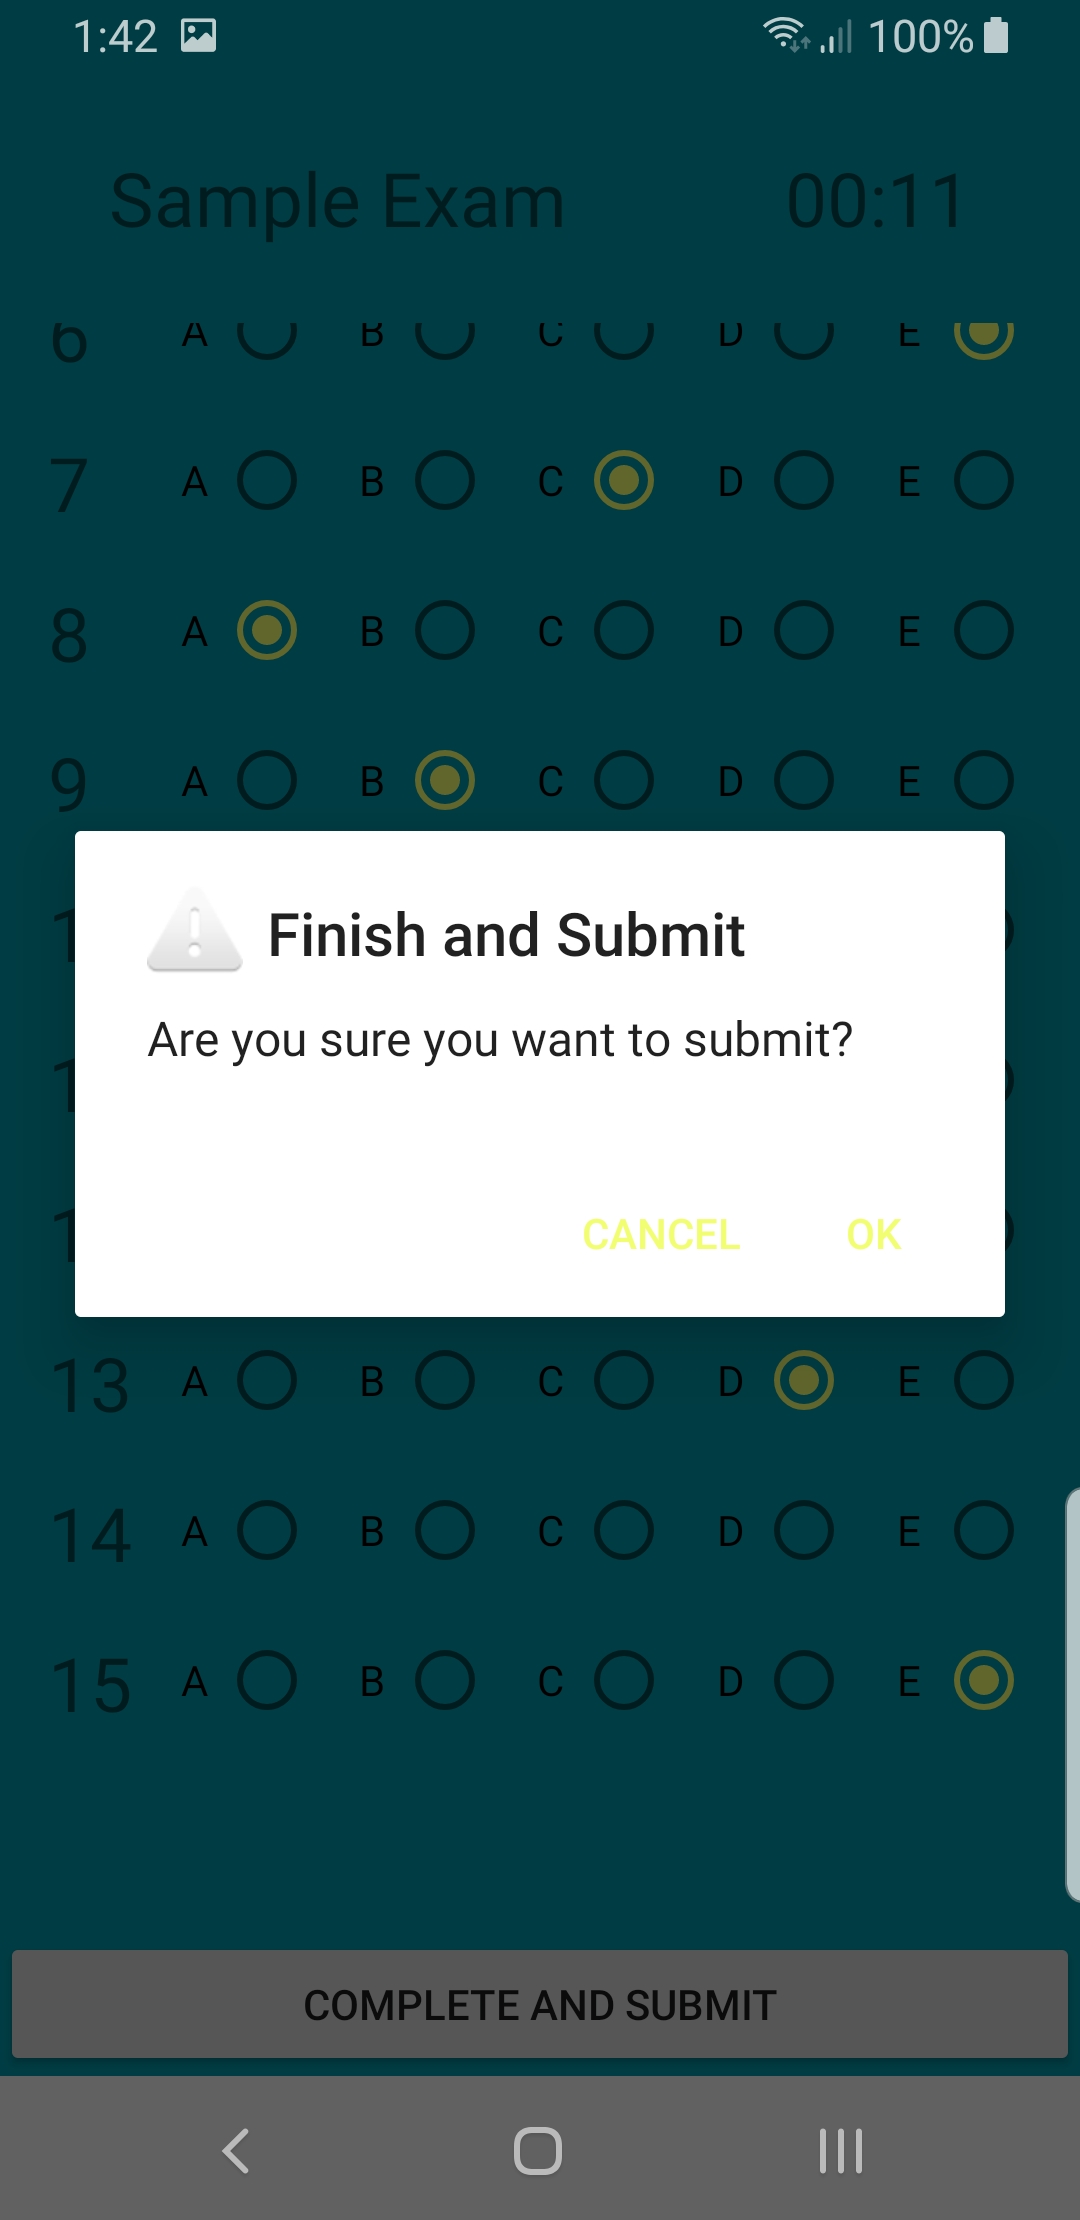 1:42 100%
Sample Exam 00:11
6 A B C D E
7 A B C D E
8 A B C D E
9 A B C D E
Finish and Submit
Are you sure you want to submit?
CANCEL OK
13 A B C D E
14 A B C D E
15 A B C D E
COMPLETE AND SUBMIT